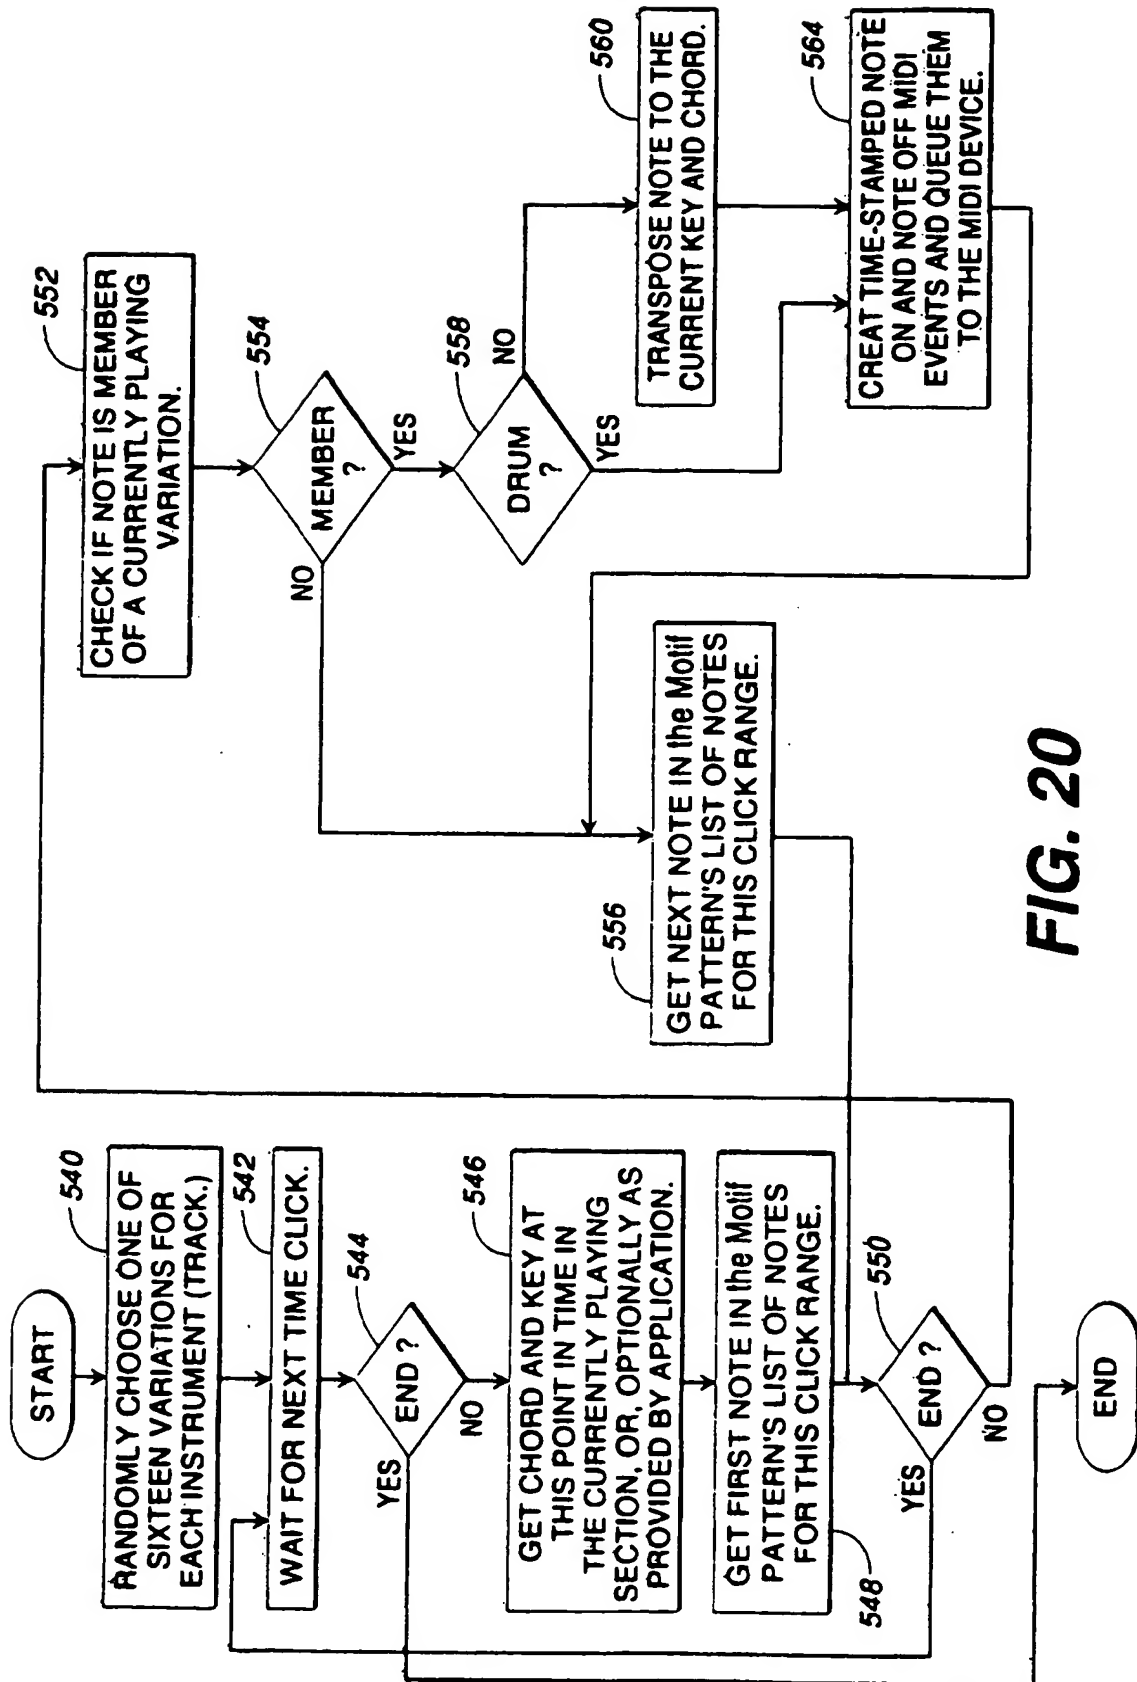 START
540
RANDOMLY CHOOSE ONE OF
SIXTEEN VARIATIONS FOR
EACH INSTRUMENT (TRACK.)
542
WAIT FOR NEXT TIME CLICK.
544
END ?
YES
NO
546
GET CHORD AND KEY AT
THIS POINT IN TIME IN
THE CURRENTLY PLAYING
SECTION, OR, OPTIONALLY AS
PROVIDED BY APPLICATION.
GET FIRST NOTE IN the Motif
PATTERN'S LIST OF NOTES
FOR THIS CLICK RANGE.
548
550
END ?
YES
NO
END
552
CHECK IF NOTE IS MEMBER
OF A CURRENTLY PLAYING
VARIATION.
554
MEMBER
?
NO
YES
558
DRUM
?
NO
YES
556
GET NEXT NOTE IN the Motif
PATTERN'S LIST OF NOTES
FOR THIS CLICK RANGE.
560
TRANSPOSE NOTE TO THE
CURRENT KEY AND CHORD.
564
CREAT TIME-STAMPED NOTE
ON AND NOTE OFF MIDI
EVENTS AND QUEUE THEM
TO THE MIDI DEVICE.
FIG. 20